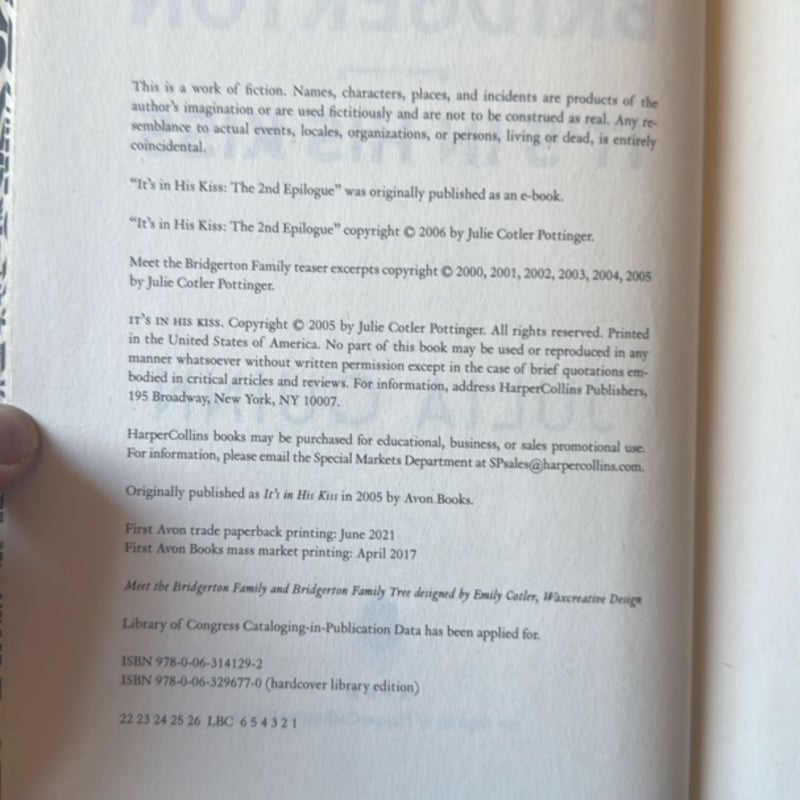 This is a work of fiction. Names, characters, places, and incidents are products of the
author's imagination or are used fictitiously and are not to be construed as real. Any re-
semblance to actual events, locales, organizations, or persons, living or dead, is entirely
coincidental.
"It's in His Kiss: The 2nd Epilogue" was originally published as an e-book.
"It's in His Kiss: The 2nd Epilogue" copyright © 2006 by Julie Cotler Pottinger.
Meet the Bridgerton Family teaser excerpts copyright © 2000, 2001, 2002, 2003, 2004, 2005
by Julie Cotler Pottinger.
IT'S IN HIS KISS. Copyright © 2005 by Julie Cotler Pottinger. All rights reserved. Printed
in the United States of America. No part of this book may be used or reproduced in any
manner whatsoever without written permission except in the case of brief quotations em-
bodied in critical articles and reviews. For information, address HarperCollins Publishers,
195 Broadway, New York, NY 10007.
HarperCollins books may be purchased for educational, business, or sales promotional use.
For information, please email the Special Markets Department at SPsales@harpercollins.com.
Originally published as It's in His Kiss in 2005 by Avon Books.
First Avon trade paperback printing: June 2021
First Avon Books mass market printing: April 2017
Meet the Bridgerton Family and Bridgerton Family Tree designed by Emily Cotler, Waxcreative Design
Library of Congress Cataloging-in-Publication Data has been applied for.
ISBN 978-0-06-314129-2
ISBN 978-0-06-329677-0 (hardcover library edition)
22 23 24 25 26 LBC 6 5 4 3 2 1